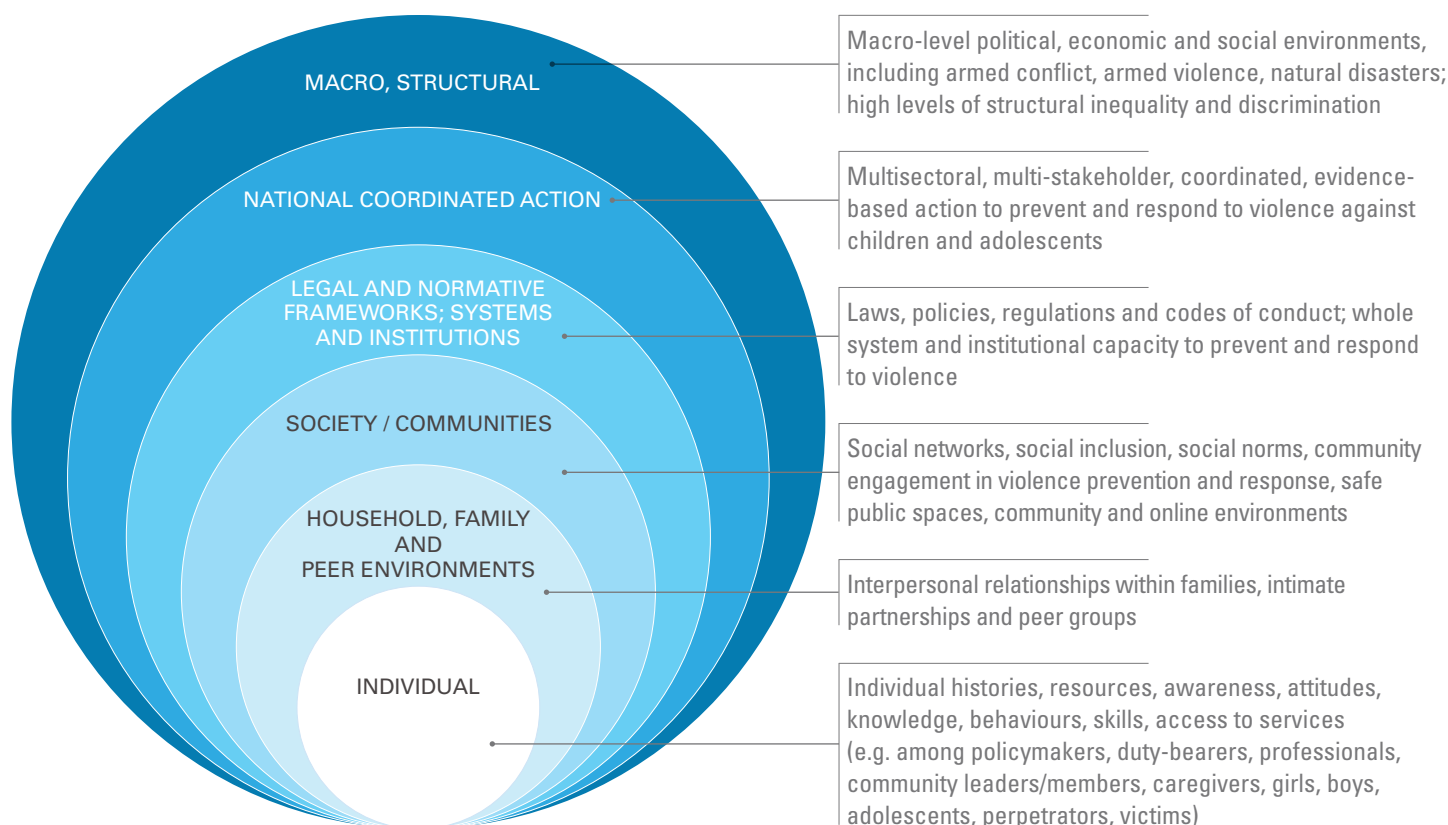 MACRO, STRUCTURAL
Macro-level political, economic and social environments,
including armed conflict, armed violence, natural disasters;
high levels of structural inequality and discrimination
NATIONAL COORDINATED ACTION
Multisectoral, multi-stakeholder, coordinated, evidence-
based action to prevent and respond to violence against
children and adolescents
LEGAL AND NORMATIVE
FRAMEWORKS; SYSTEMS
AND INSTITUTIONS
Laws, policies, regulations and codes of conduct; whole
system and institutional capacity to prevent and respond
to violence
SOCIETY / COMMUNITIES
Social networks, social inclusion, social norms, community
engagement in violence prevention and response, safe
public spaces, community and online environments
HOUSEHOLD, FAMILY
AND
PEER ENVIRONMENTS
Interpersonal relationships within families, intimate
partnerships and peer groups
INDIVIDUAL
Individual histories, resources, awareness, attitudes,
knowledge, behaviours, skills, access to services
(e.g. among policymakers, duty-bearers, professionals,
community leaders/members, caregivers, girls, boys,
adolescents, perpetrators, victims)